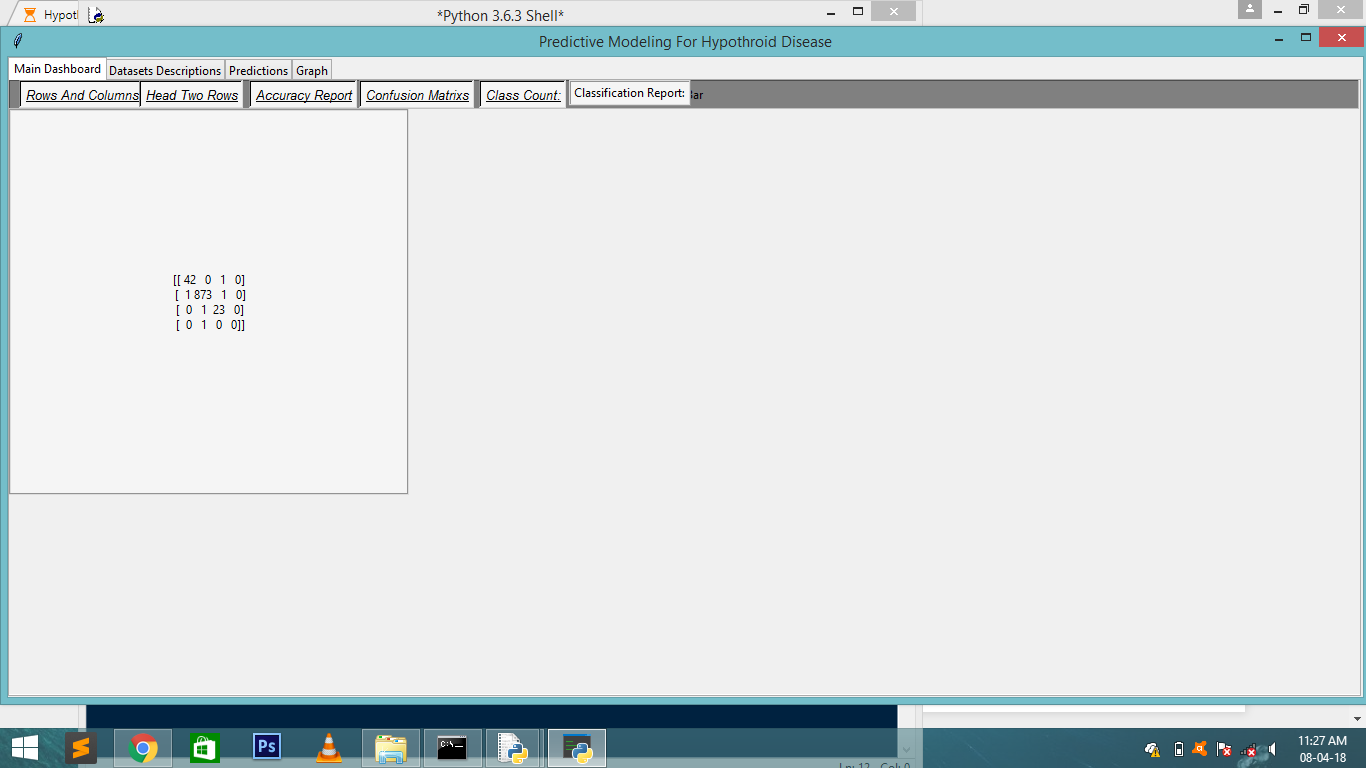 Hypotl
*Python 3.6.3 Shell*
Predictive Modeling For Hypothroid Disease
Main Dashboard Datasets Descriptions Predictions Graph
Rows And Columns Head Two Rows Accuracy Report Confusion Matrixs Class Count: Classification Report: Bar
[[ 42 0 1 0]
[ 1 873 1 0]
[ 0 1 23 0]
[ 0 1 0 0]]
Ps
C:\.
11:27 AM
Ln: 12 Col: 0
08-04-18